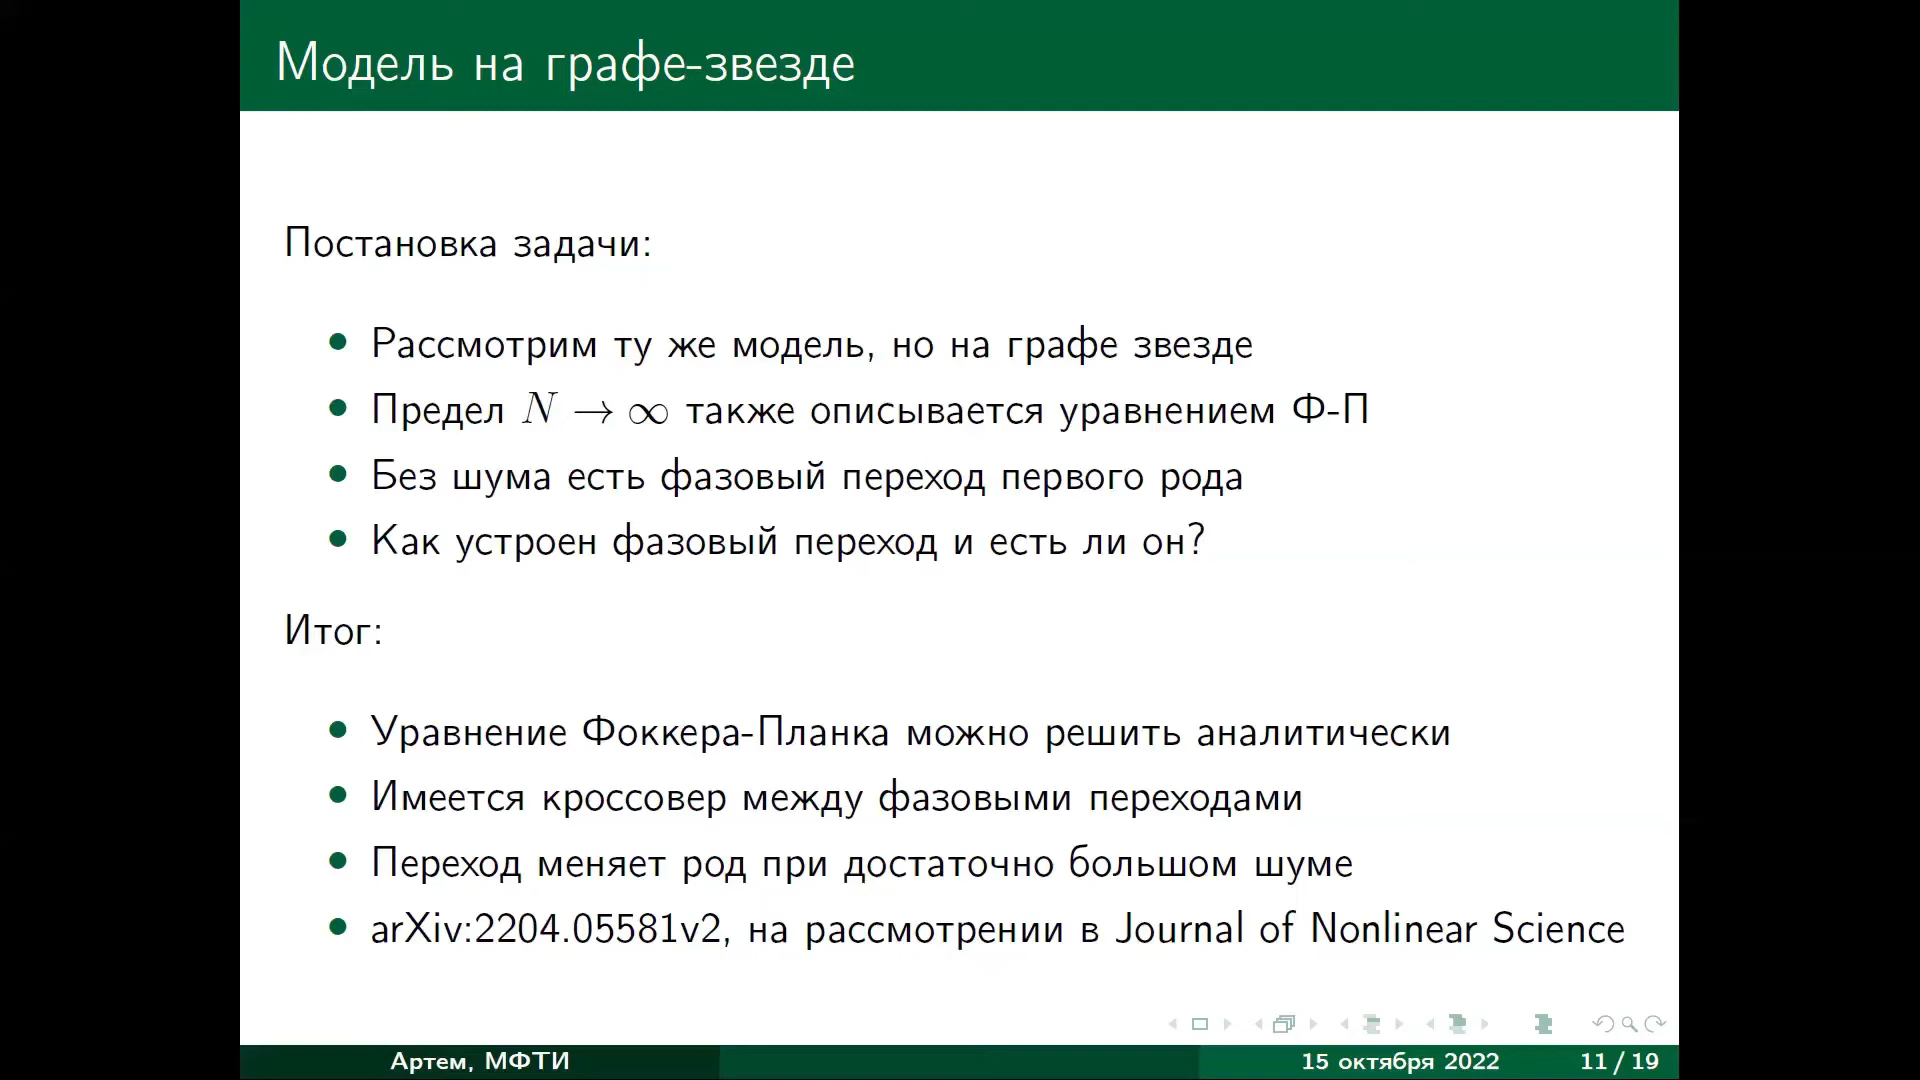 Модель на графе-звезде
Постановка задачи:
Рассмотрим ту же модель, но на графе звезде
Предел N → ∞ также описывается уравнением Ф-П
Без шума есть фазовый переход первого рода
Как устроен фазовый переход и есть ли он?
Итог:
Уравнение Фоккера-Планка можно решить аналитически
Имеется кроссовер между фазовыми переходами
Переход меняет род при достаточно большом шуме
arXiv:2204.05581v2, на рассмотрении в Journal of Nonlinear Science
Артем, МФТИ 15 октября 2022 11 / 19